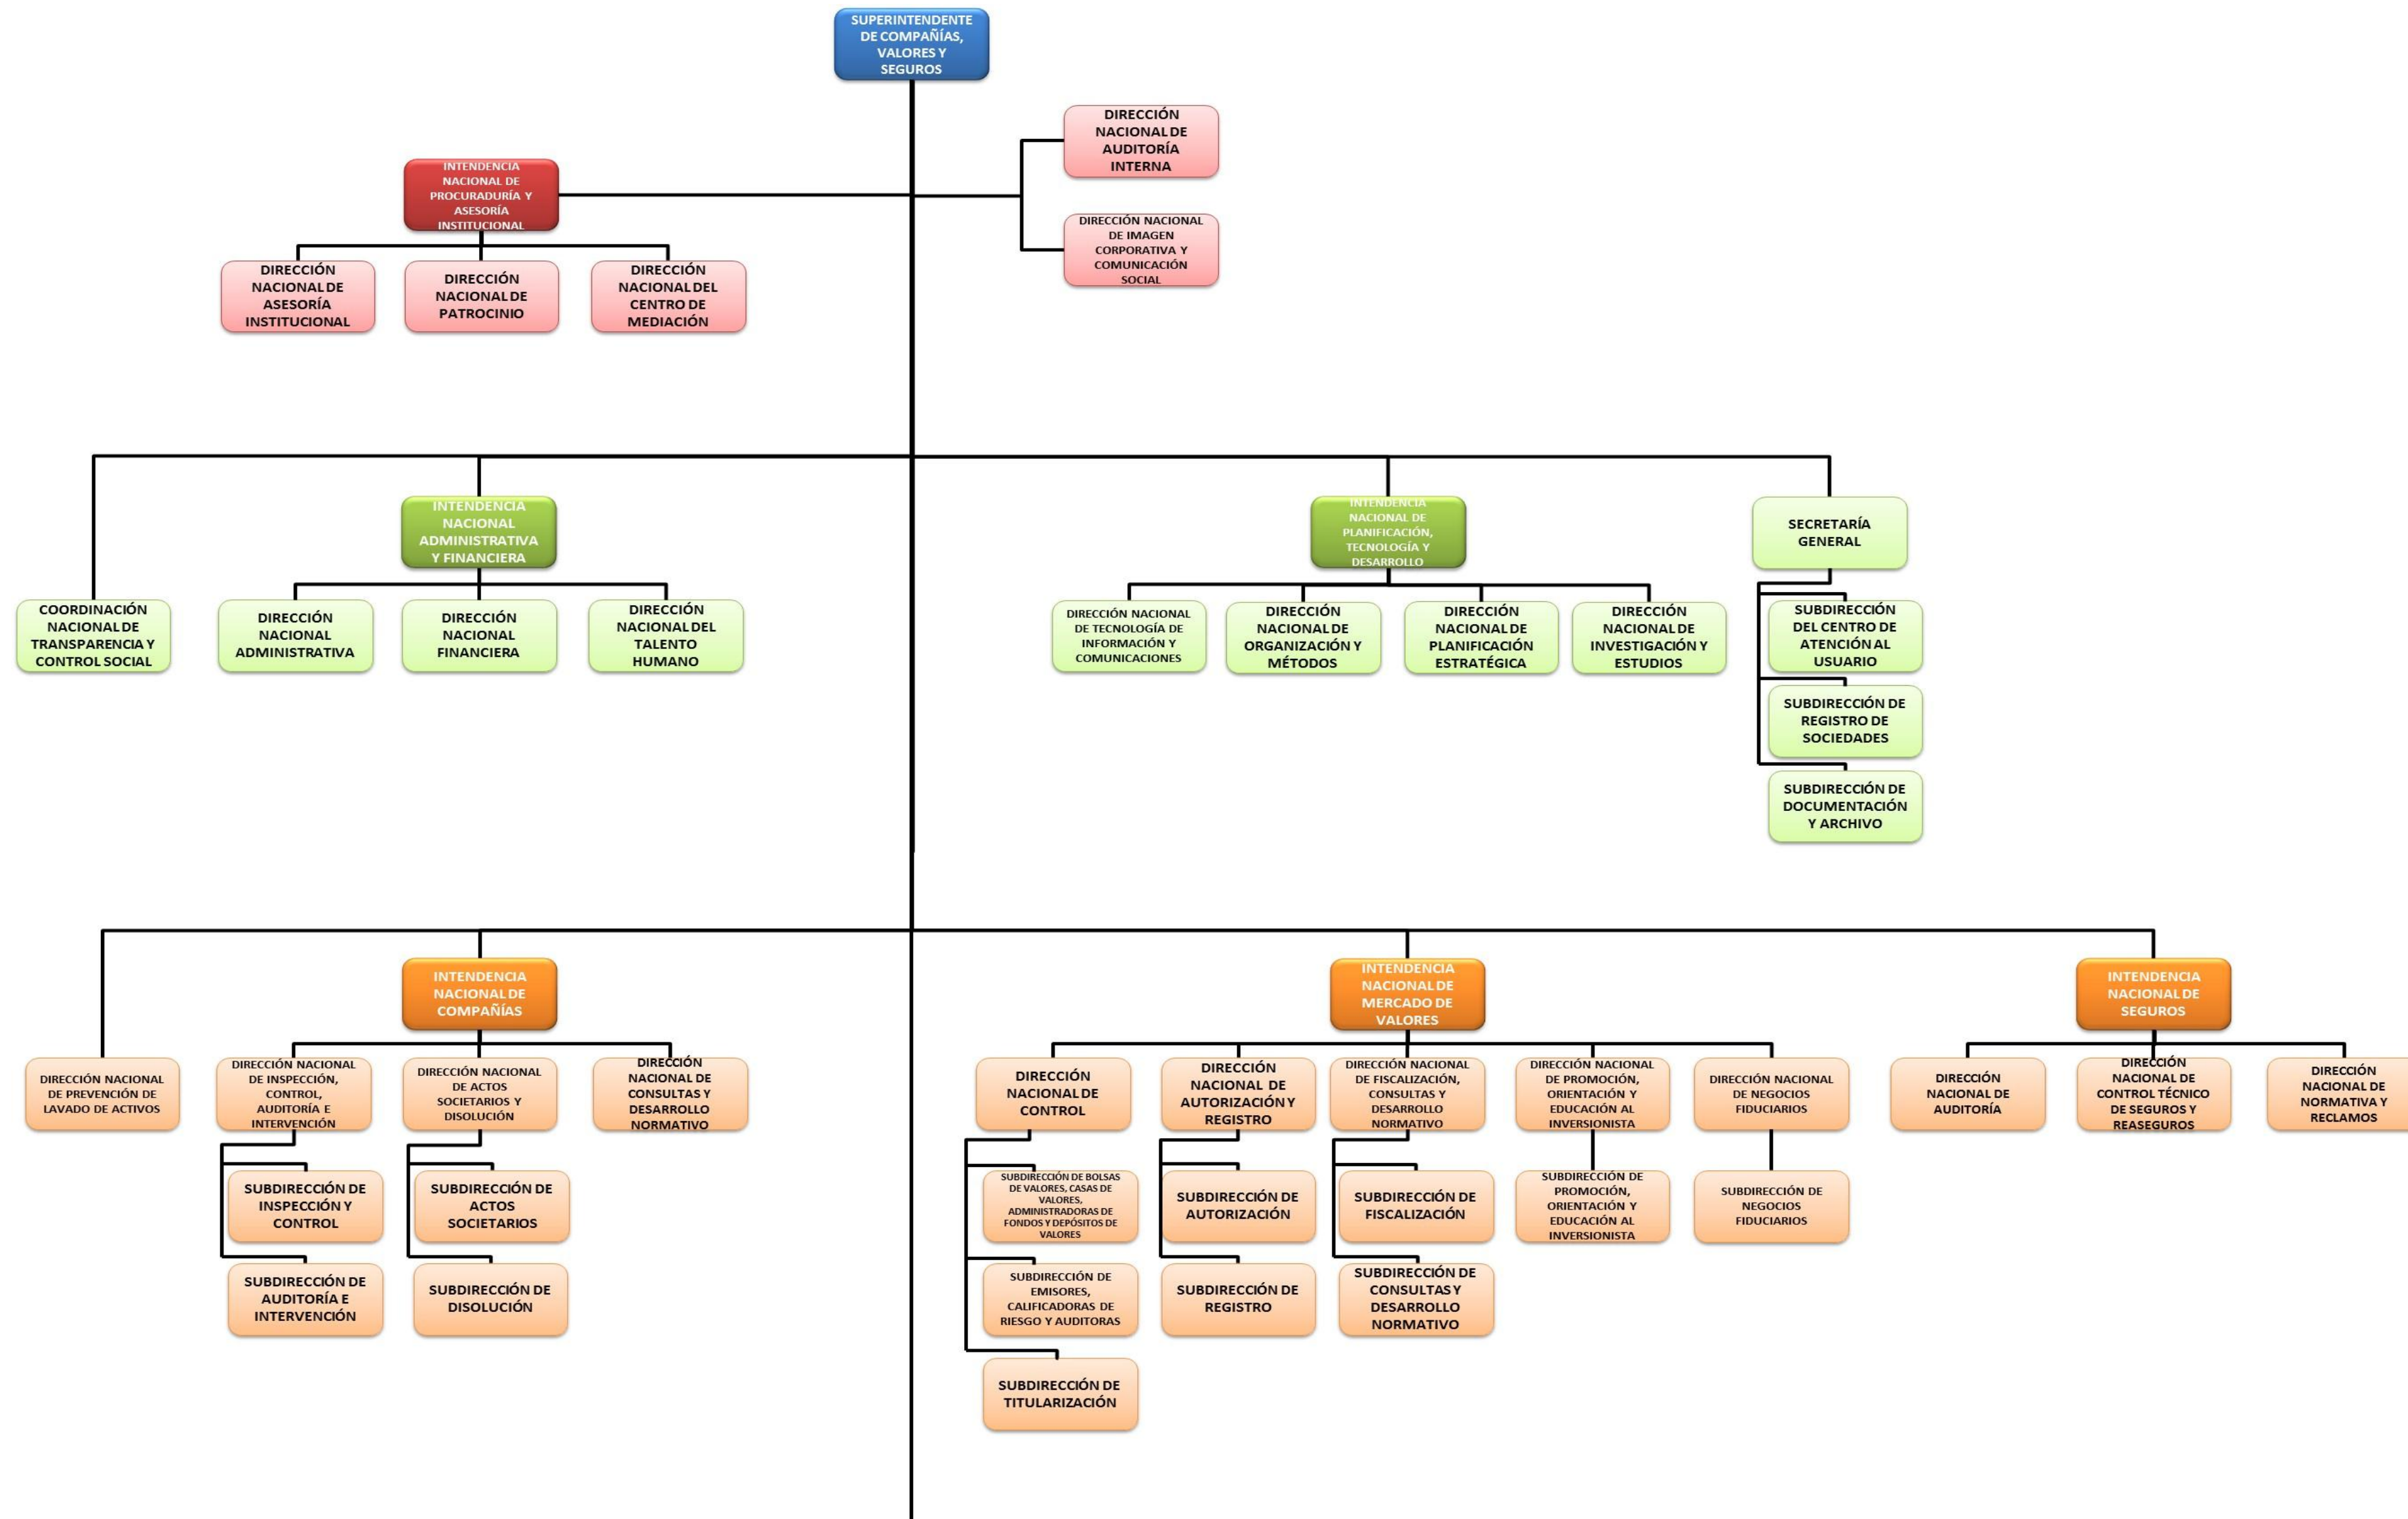 SUPERINTENDENTE
DE COMPAÑÍAS,
VALORES Y
SEGUROS
DIRECCIÓN
NACIONAL DE
AUDITORÍA
INTERNA
INTENDENCIA
NACIONAL DE
PROCURADURÍA Y
ASESORÍA
INSTITUCIONAL
DIRECCIÓN NACIONAL
DE IMAGEN
CORPORATIVA Y
COMUNICACIÓN
SOCIAL
DIRECCIÓN
NACIONAL DE
ASESORÍA
INSTITUCIONAL
DIRECCIÓN
NACIONAL DE
PATROCINIO
DIRECCIÓN
NACIONAL DEL
CENTRO DE
MEDIACIÓN
INTENDENCIA
NACIONAL
ADMINISTRATIVA
Y FINANCIERA
INTENDENCIA
NACIONAL DE
PLANIFICACIÓN,
TECNOLOGÍA Y
DESARROLLO
SECRETARÍA
GENERAL
COORDINACIÓN
NACIONAL DE
TRANSPARENCIA Y
CONTROL SOCIAL
DIRECCIÓN
NACIONAL
ADMINISTRATIVA
DIRECCIÓN
NACIONAL
FINANCIERA
DIRECCIÓN
NACIONAL DEL
TALENTO
HUMANO
DIRECCIÓN NACIONAL
DE TECNOLOGÍA DE
INFORMACIÓN Y
COMUNICACIONES
DIRECCIÓN
NACIONAL DE
ORGANIZACIÓN Y
MÉTODOS
DIRECCIÓN
NACIONAL DE
PLANIFICACIÓN
ESTRATÉGICA
DIRECCIÓN
NACIONAL DE
INVESTIGACIÓN Y
ESTUDIOS
SUBDIRECCIÓN
DEL CENTRO DE
ATENCIÓN AL
USUARIO
SUBDIRECCIÓN DE
REGISTRO DE
SOCIEDADES
SUBDIRECCIÓN DE
DOCUMENTACIÓN
Y ARCHIVO
INTENDENCIA
NACIONAL DE
COMPAÑÍAS
INTENDENCIA
NACIONAL DE
MERCADO DE
VALORES
INTENDENCIA
NACIONAL DE
SEGUROS
DIRECCIÓN NACIONAL
DE PREVENCIÓN DE
LAVADO DE ACTIVOS
DIRECCIÓN NACIONAL
DE INSPECCIÓN,
CONTROL,
AUDITORÍA E
INTERVENCIÓN
DIRECCIÓN NACIONAL
DE ACTOS
SOCIETARIOS Y
DISOLUCIÓN
DIRECCIÓN
NACIONAL DE
CONSULTAS Y
DESARROLLO
NORMATIVO
DIRECCIÓN
NACIONAL DE
CONTROL
DIRECCIÓN
NACIONAL DE
AUTORIZACIÓN Y
REGISTRO
DIRECCIÓN NACIONAL
DE FISCALIZACIÓN,
CONSULTAS Y
DESARROLLO
NORMATIVO
DIRECCIÓN NACIONAL
DE PROMOCIÓN,
ORIENTACIÓN Y
EDUCACIÓN AL
INVERSIONISTA
DIRECCIÓN NACIONAL
DE NEGOCIOS
FIDUCIARIOS
DIRECCIÓN
NACIONAL DE
AUDITORÍA
DIRECCIÓN
NACIONAL DE
CONTROL TÉCNICO
DE SEGUROS Y
REASEGUROS
DIRECCIÓN
NACIONAL DE
NORMATIVA Y
RECLAMOS
SUBDIRECCIÓN DE
INSPECCIÓN Y
CONTROL
SUBDIRECCIÓN DE
ACTOS
SOCIETARIOS
SUBDIRECCIÓN DE BOLSAS
DE VALORES, CASAS DE
VALORES,
ADMINISTRADORAS DE
FONDOS Y DEPÓSITOS DE
VALORES
SUBDIRECCIÓN DE
AUTORIZACIÓN
SUBDIRECCIÓN DE
FISCALIZACIÓN
SUBDIRECCIÓN DE
PROMOCIÓN,
ORIENTACIÓN Y
EDUCACIÓN AL
INVERSIONISTA
SUBDIRECCIÓN DE
NEGOCIOS
FIDUCIARIOS
SUBDIRECCIÓN DE
AUDITORÍA E
INTERVENCIÓN
SUBDIRECCIÓN DE
DISOLUCIÓN
SUBDIRECCIÓN DE
EMISORES,
CALIFICADORAS DE
RIESGO Y AUDITORAS
SUBDIRECCIÓN DE
REGISTRO
SUBDIRECCIÓN DE
CONSULTAS Y
DESARROLLO
NORMATIVO
SUBDIRECCIÓN DE
TITULARIZACIÓN